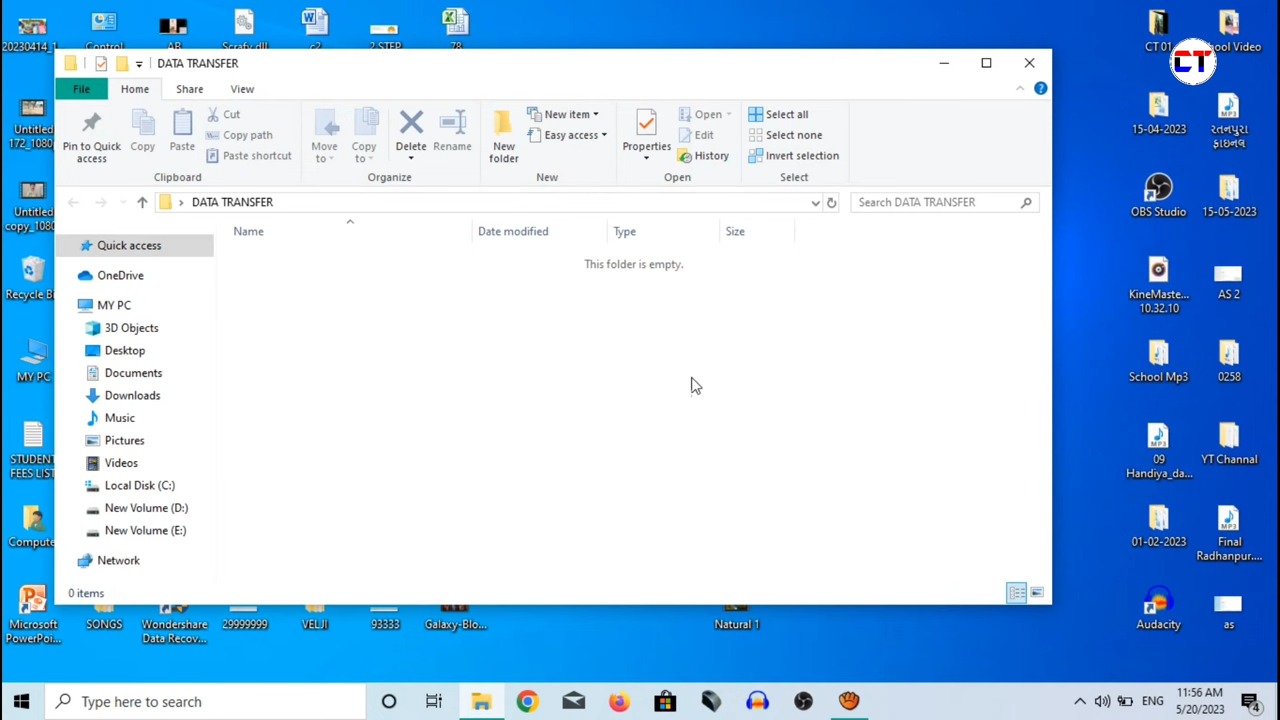 20230414_1
Control
AB
Scrafy.dll
c2
2 STEP
78
CT 01
CT
DATA TRANSFER
File
Home
Share
View
Pin to Quick
access
Copy
Paste
Cut
Copy path
Paste shortcut
Clipboard
Move
to
Copy
to
Delete
Rename
Organize
New
folder
New item
Easy access
New
Properties
Open
Edit
History
Open
Select all
Select none
Invert selection
Select
DATA TRANSFER
Search DATA TRANSFER
Name
Date modified
Type
Size
This folder is empty.
Quick access
OneDrive
MY PC
3D Objects
Desktop
Documents
Downloads
Music
Pictures
Videos
Local Disk (C:)
New Volume (D:)
New Volume (E:)
Network
0 items
Untitled
172_1080
Untitled
copy_1080
Recycle Bi
MY PC
STUDENT
FEES LIST
Compute
15-04-2023
રતનપુરા
ફાઇનલ
OBS Studio
15-05-2023
KineMaster...
10.32.10
AS 2
School Mp3
0258
09
Handiya_da...
YT Channal
01-02-2023
Final
Radhanpur....
Audacity
as
Microsoft
PowerPoi...
SONGS
Wondershare
Data Recov...
29999999
VELJI
93333
Galaxy-Blo...
Natural 1
Type here to search
ENG
11:56 AM
5/20/2023
4